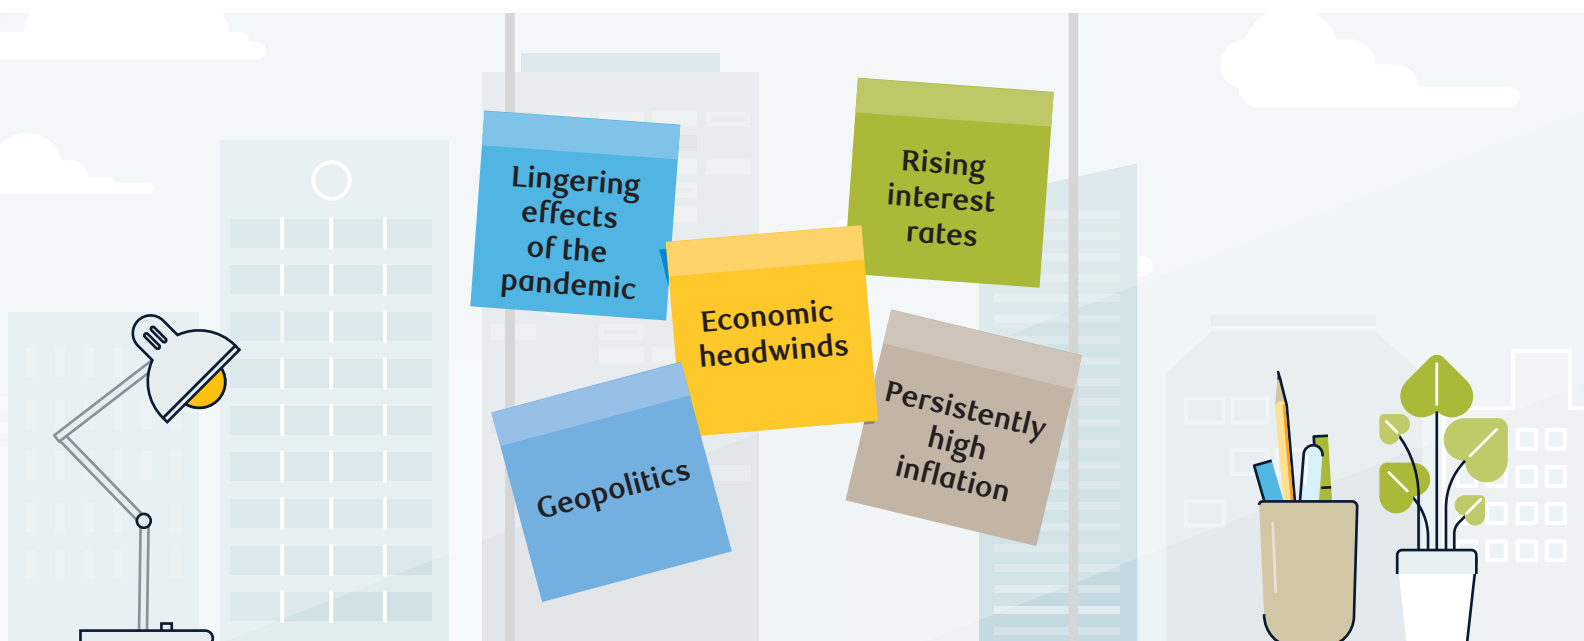 Lingering
effects
of the
pandemic
Rising
interest
rates
Economic
headwinds
Geopolitics
Persistently
high
inflation